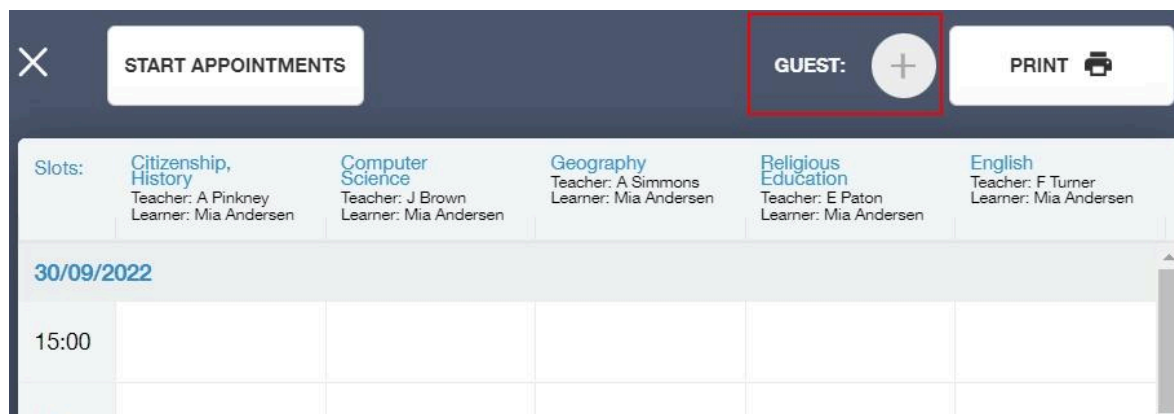 START APPOINTMENTS
GUEST:
PRINT
Slots:
Citizenship,
History
Teacher: A Pinkney
Learner: Mia Andersen
Computer
Science
Teacher: J Brown
Learner: Mia Andersen
Geography
Teacher: A Simmons
Learner: Mia Andersen
Religious
Education
Teacher: E Paton
Learner: Mia Andersen
English
Teacher: F Turner
Learner: Mia Andersen
30/09/2022
15:00